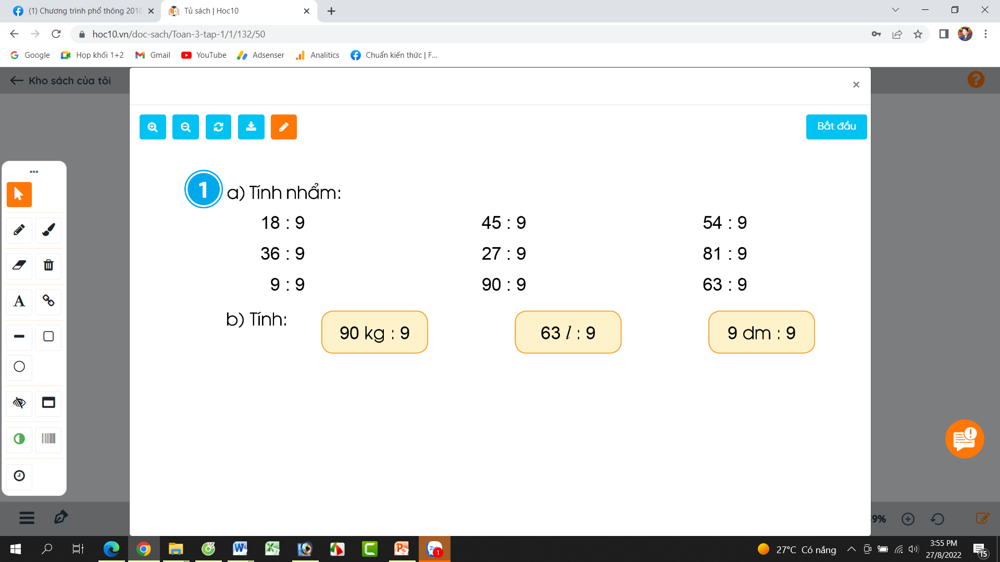 (1) Chương trình phổ thông 2018
Tủ sách | Hoc10
hoc10.vn/doc-sach/Toan-3-tap-1/1/132/50
Google
Họp khối 1+2
Gmail
YouTube
Adsenser
Analitics
Chuẩn kiến thức | F...
Kho sách của tôi
?
Bắt đầu
1 a) Tính nhẩm:
18 : 9 45 : 9 54 : 9
36 : 9 27 : 9 81 : 9
9 : 9 90 : 9 63 : 9
b) Tính: 90 kg : 9 63 l : 9 9 dm : 9
A
9%
27°C Có nắng
3:55 PM
27/8/2022
15
1